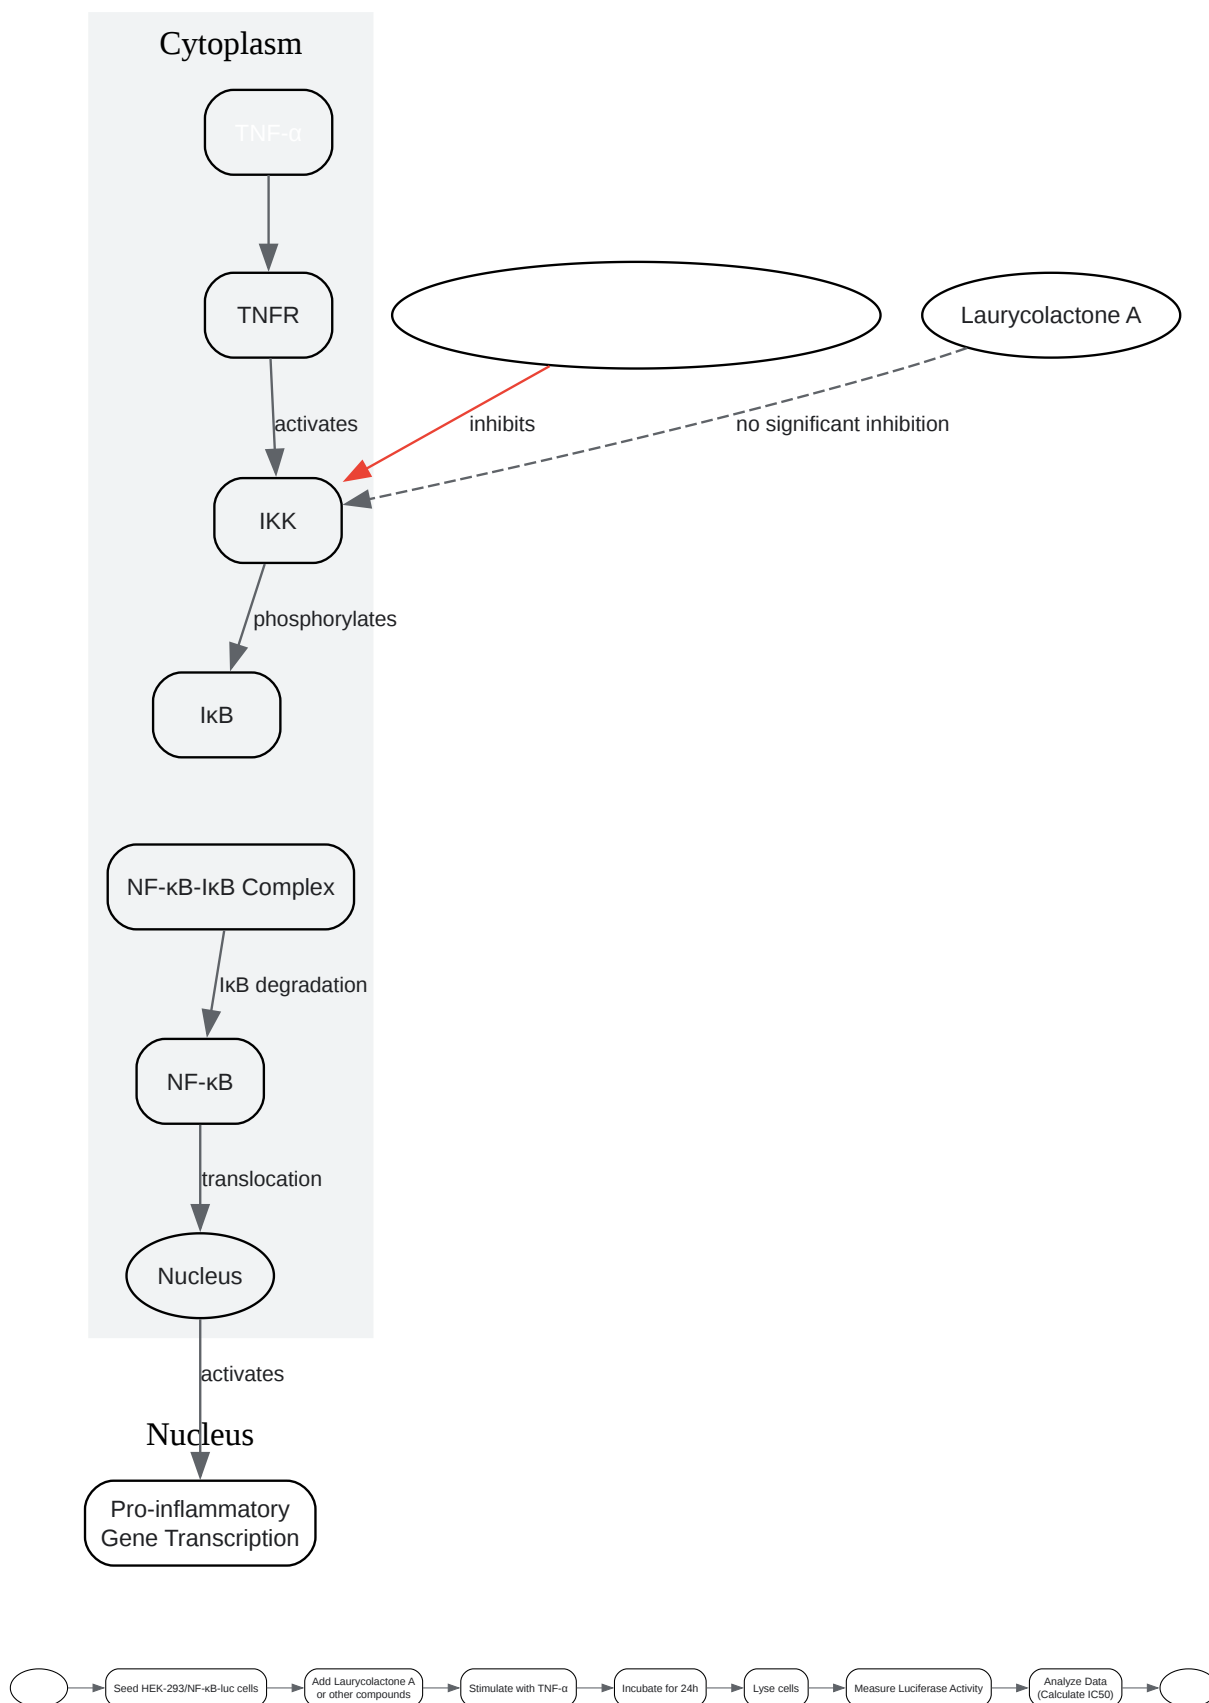 Cytoplasm
TNF-α
TNFR
Laurycolactone A
activates
inhibits
no significant inhibition
IKK
phosphorylates
IκB
NF-κB-IκB Complex
IκB degradation
NF-κB
translocation
Nucleus
activates
Nucleus
Pro-inflammatory
Gene Transcription
Seed HEK-293/NF-κB-luc cells
Add Laurycolactone A
or other compounds
Stimulate with TNF-α
Incubate for 24h
Lyse cells
Measure Luciferase Activity
Analyze Data
(Calculate IC50)